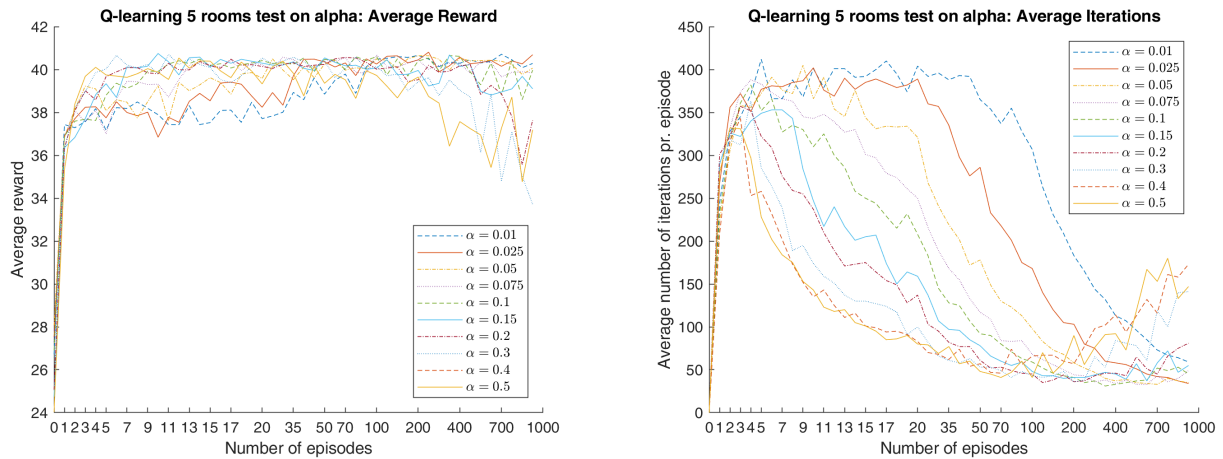 Q-learning 5 rooms test on alpha: Average Reward
42
40
38
36
34
32
30
28
26
24
Average reward
0 1 2 3 4 5 7 9 11 13 15 17 20 35 50 70 100 200 400 700 1000
Number of episodes
α = 0.01
α = 0.025
α = 0.05
α = 0.075
α = 0.1
α = 0.15
α = 0.2
α = 0.3
α = 0.4
α = 0.5
Q-learning 5 rooms test on alpha: Average Iterations
450
400
350
300
250
200
150
100
50
0
Average number of iterations pr. episode
0 1 2 3 4 5 7 9 11 13 15 17 20 35 50 70 100 200 400 700 1000
Number of episodes
α = 0.01
α = 0.025
α = 0.05
α = 0.075
α = 0.1
α = 0.15
α = 0.2
α = 0.3
α = 0.4
α = 0.5